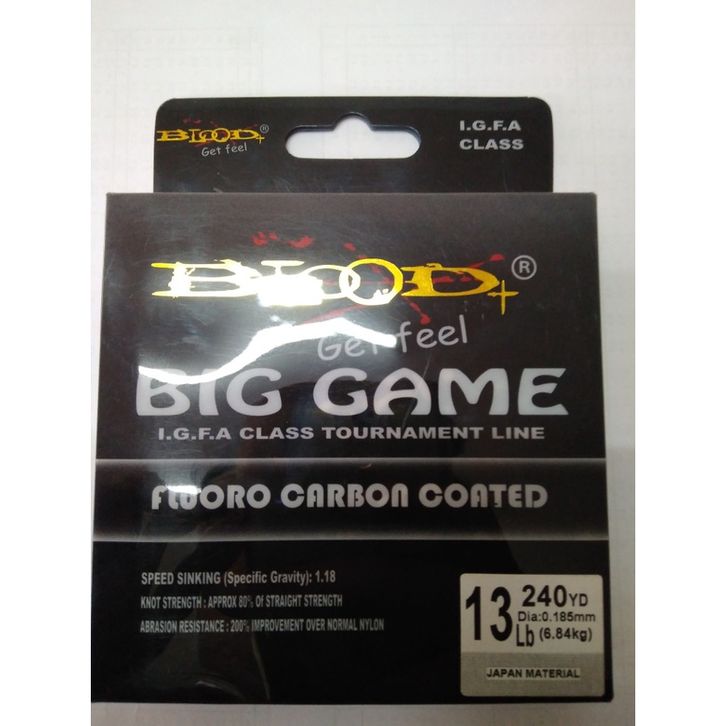 BLOOD+®
Get feel
I.G.F.A
CLASS
BLOOD+®
Get feel
BIG GAME
I.G.F.A CLASS TOURNAMENT LINE
FLUORO CARBON COATED
SPEED SINKING (Specific Gravity): 1.18
KNOT STRENGTH : APPROX 80% Of STRAIGHT STRENGTH
ABRASION RESISTANCE : 200% IMPROVEMENT OVER NORMAL NYLON
13 Lb
240YD
Dia:0.185mm
(6.84kg)
JAPAN MATERIAL